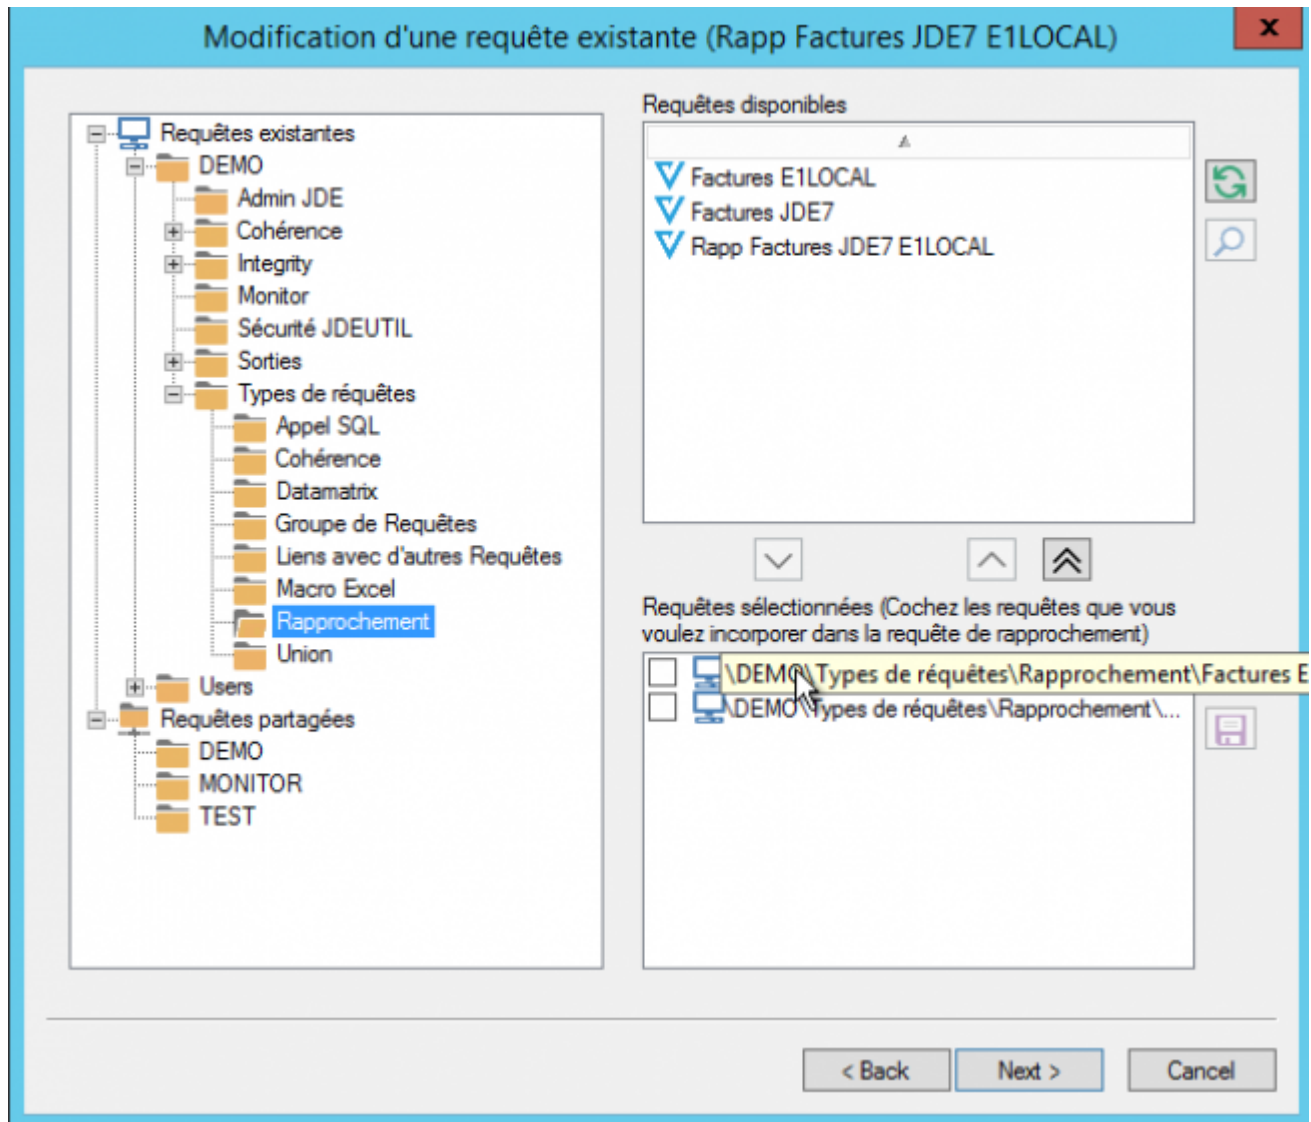 Modification d'une requête existante (Rapp Factures JDE7 E1LOCAL)
x
Requêtes existantes
DEMO
Admin JDE
Cohérence
Integrity
Monitor
Sécurité JDEUTIL
Sorties
Types de réquêtes
Appel SQL
Cohérence
Datamatrix
Groupe de Requêtes
Liens avec d'autres Requêtes
Macro Excel
Rapprochement
Union
Users
Requêtes partagées
DEMO
MONITOR
TEST
Requêtes disponibles
Factures E1LOCAL
Factures JDE7
Rapp Factures JDE7 E1LOCAL
Requêtes sélectionnées (Cochez les requêtes que vous
voulez incorporer dans la requête de rapprochement)
\DEMO\Types de réquêtes\Rapprochement\Factures E
\DEMO\Types de réquêtes\Rapprochement\...
< Back
Next >
Cancel